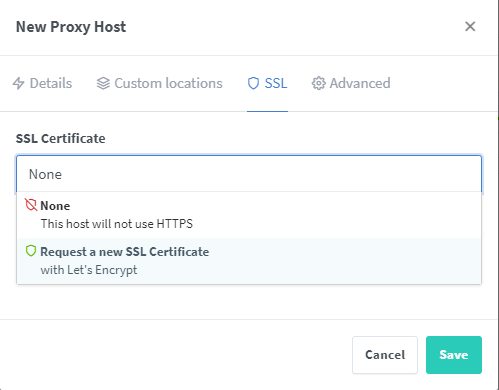 New Proxy Host
Details Custom locations SSL Advanced
SSL Certificate
None
None
This host will not use HTTPS
Request a new SSL Certificate
with Let's Encrypt
Cancel Save